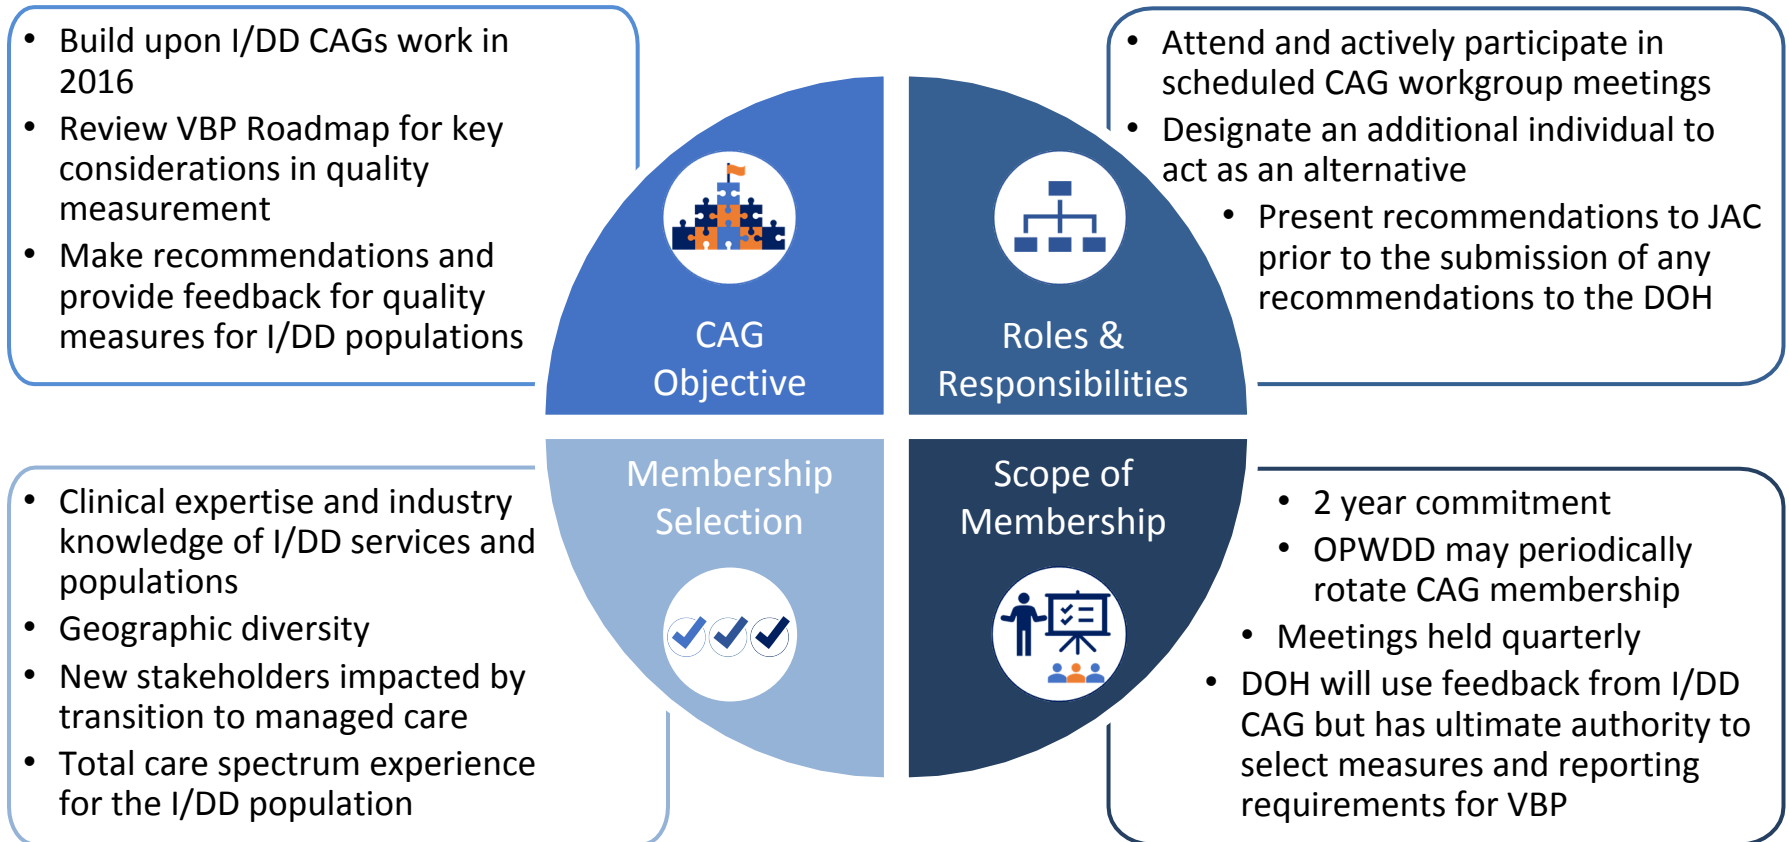 • Build upon I/DD CAGs work in
2016
• Review VBP Roadmap for key
considerations in quality
measurement
• Make recommendations and
provide feedback for quality
measures for I/DD populations
CAG
Objective
• Attend and actively participate in
scheduled CAG workgroup meetings
• Designate an additional individual to
act as an alternative
• Present recommendations to JAC
prior to the submission of any
recommendations to the DOH
Roles &
Responsibilities
• Clinical expertise and industry
knowledge of I/DD services and
populations
• Geographic diversity
• New stakeholders impacted by
transition to managed care
• Total care spectrum experience
for the I/DD population
Membership
Selection
Scope of
Membership
• 2 year commitment
• OPWDD may periodically
rotate CAG membership
• Meetings held quarterly
• DOH will use feedback from I/DD
CAG but has ultimate authority to
select measures and reporting
requirements for VBP